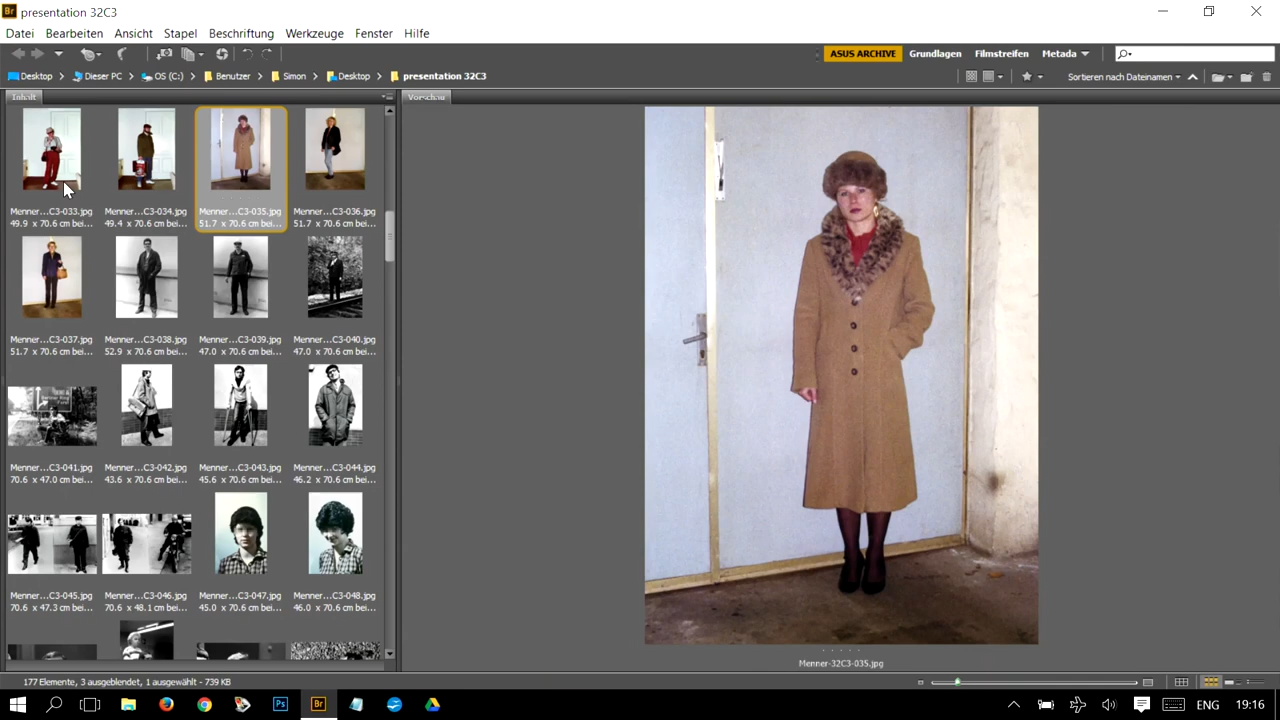 Br presentation 32C3
Datei Bearbeiten Ansicht Stapel Beschriftung Werkzeuge Fenster Hilfe
ASUS ARCHIVE Grundlagen Filmstreifen Metada
Desktop Dieser PC OS (C:) Benutzer Simon Desktop presentation 32C3
Sortieren nach Dateinamen
Inhalt Vorschau
Menner...C3-033.jpg Menner...C3-034.jpg Menner...C3-035.jpg Menner...C3-036.jpg
49.9 x 70.6 cm bei... 49.4 x 70.6 cm bei... 51.7 x 70.6 cm bei... 51.7 x 70.6 cm bei...
Menner...C3-037.jpg Menner...C3-038.jpg Menner...C3-039.jpg Menner...C3-040.jpg
51.7 x 70.6 cm bei... 52.9 x 70.6 cm bei... 47.0 x 70.6 cm bei... 47.0 x 70.6 cm bei...
Menner...C3-041.jpg Menner...C3-042.jpg Menner...C3-043.jpg Menner...C3-044.jpg
70.6 x 47.0 cm bei... 43.6 x 70.6 cm bei... 45.6 x 70.6 cm bei... 46.2 x 70.6 cm bei...
Menner...C3-045.jpg Menner...C3-046.jpg Menner...C3-047.jpg Menner...C3-048.jpg
70.6 x 47.3 cm bei... 70.6 x 48.1 cm bei... 45.0 x 70.6 cm bei... 46.0 x 70.6 cm bei...
Menner-32C3-035.jpg
177 Elemente, 3 ausgeblendet, 1 ausgewählt - 739 KB
Ps Br ENG 19:16